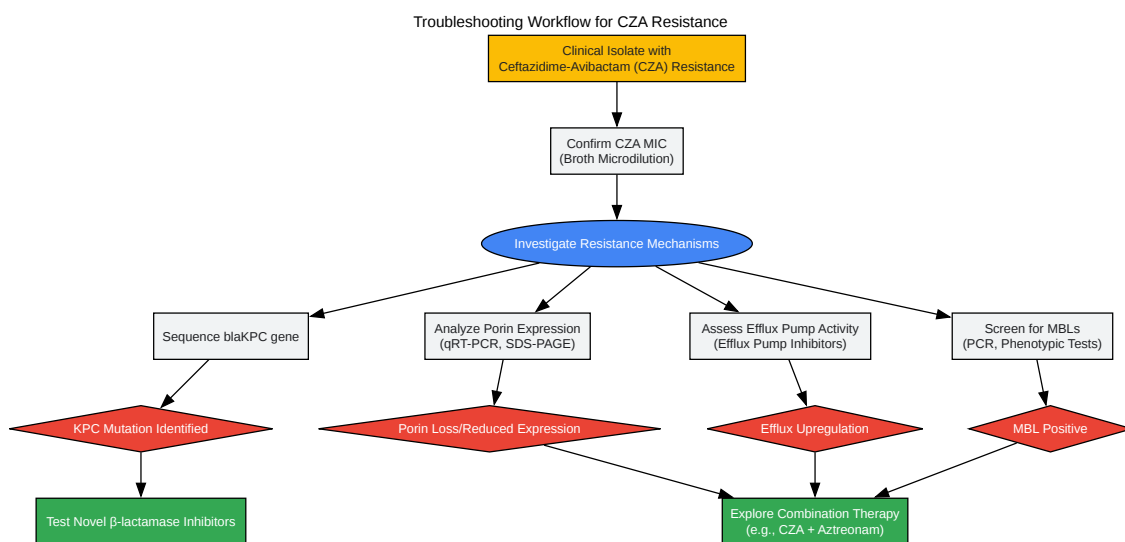 Troubleshooting Workflow for CZA Resistance
Clinical Isolate with
Ceftazidime-Avibactam (CZA) Resistance
Confirm CZA MIC
(Broth Microdilution)
Investigate Resistance Mechanisms
Sequence blaKPC gene
Analyze Porin Expression
(qRT-PCR, SDS-PAGE)
Assess Efflux Pump Activity
(Efflux Pump Inhibitors)
Screen for MBLs
(PCR, Phenotypic Tests)
KPC Mutation Identified
Porin Loss/Reduced Expression
Efflux Upregulation
MBL Positive
Test Novel β-lactamase Inhibitors
Explore Combination Therapy
(e.g., CZA + Aztreonam)